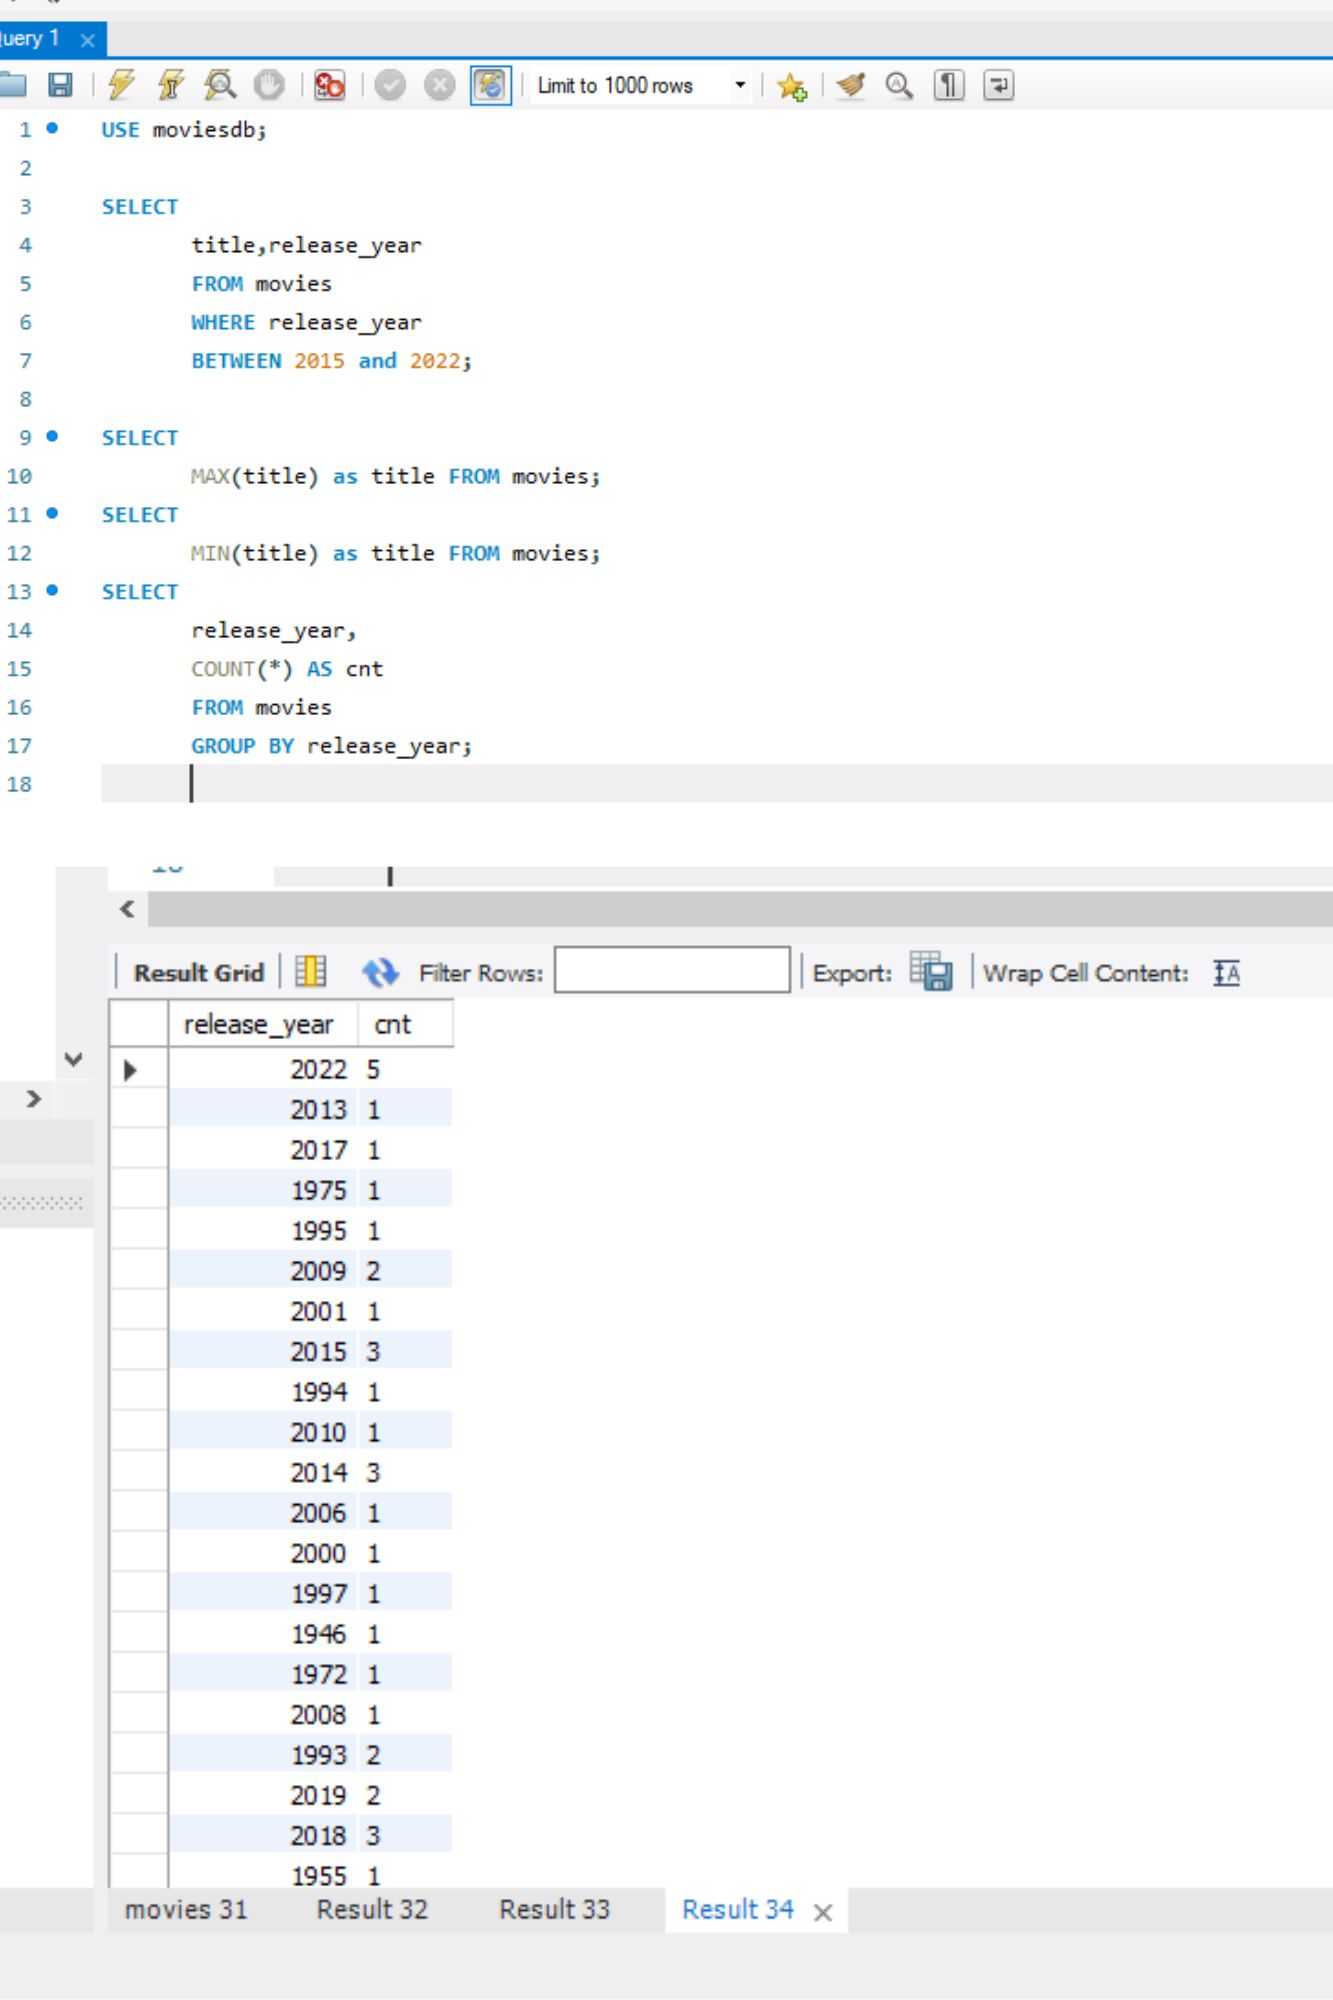 uery 1
Limit to 1000 rows
1 USE moviesdb;
2
3 SELECT
4 title,release_year
5 FROM movies
6 WHERE release_year
7 BETWEEN 2015 and 2022;
8
9 SELECT
10 MAX(title) as title FROM movies;
11 SELECT
12 MIN(title) as title FROM movies;
13 SELECT
14 release_year,
15 COUNT(*) AS cnt
16 FROM movies
17 GROUP BY release_year;
18
Result Grid Filter Rows: Export: Wrap Cell Content:
release_year cnt
2022 5
2013 1
2017 1
1975 1
1995 1
2009 2
2001 1
2015 3
1994 1
2010 1
2014 3
2006 1
2000 1
1997 1
1946 1
1972 1
2008 1
1993 2
2019 2
2018 3
1955 1
movies 31 Result 32 Result 33 Result 34